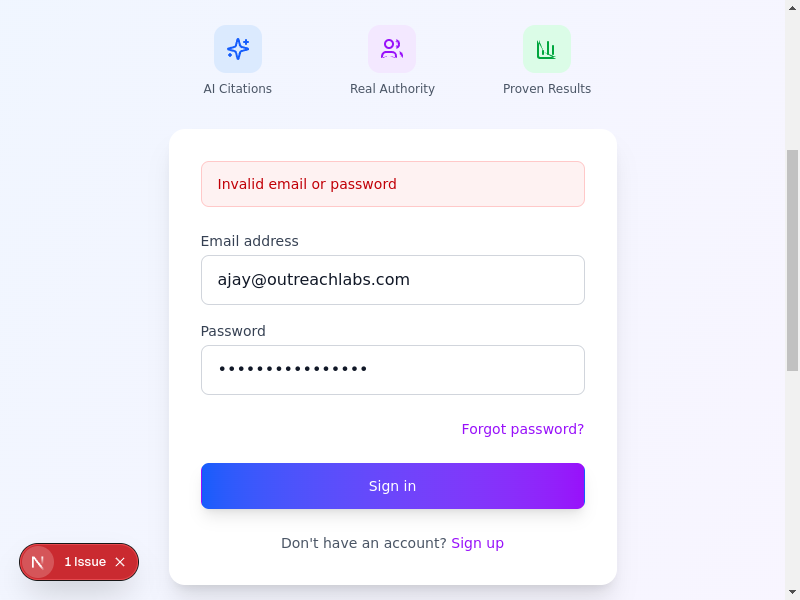 AI Citations
Real Authority
Proven Results
Invalid email or password
Email address
ajay@outreachlabs.com
Password
••••••••••••••••
Forgot password?
Sign in
Don't have an account? Sign up
N 1 Issue